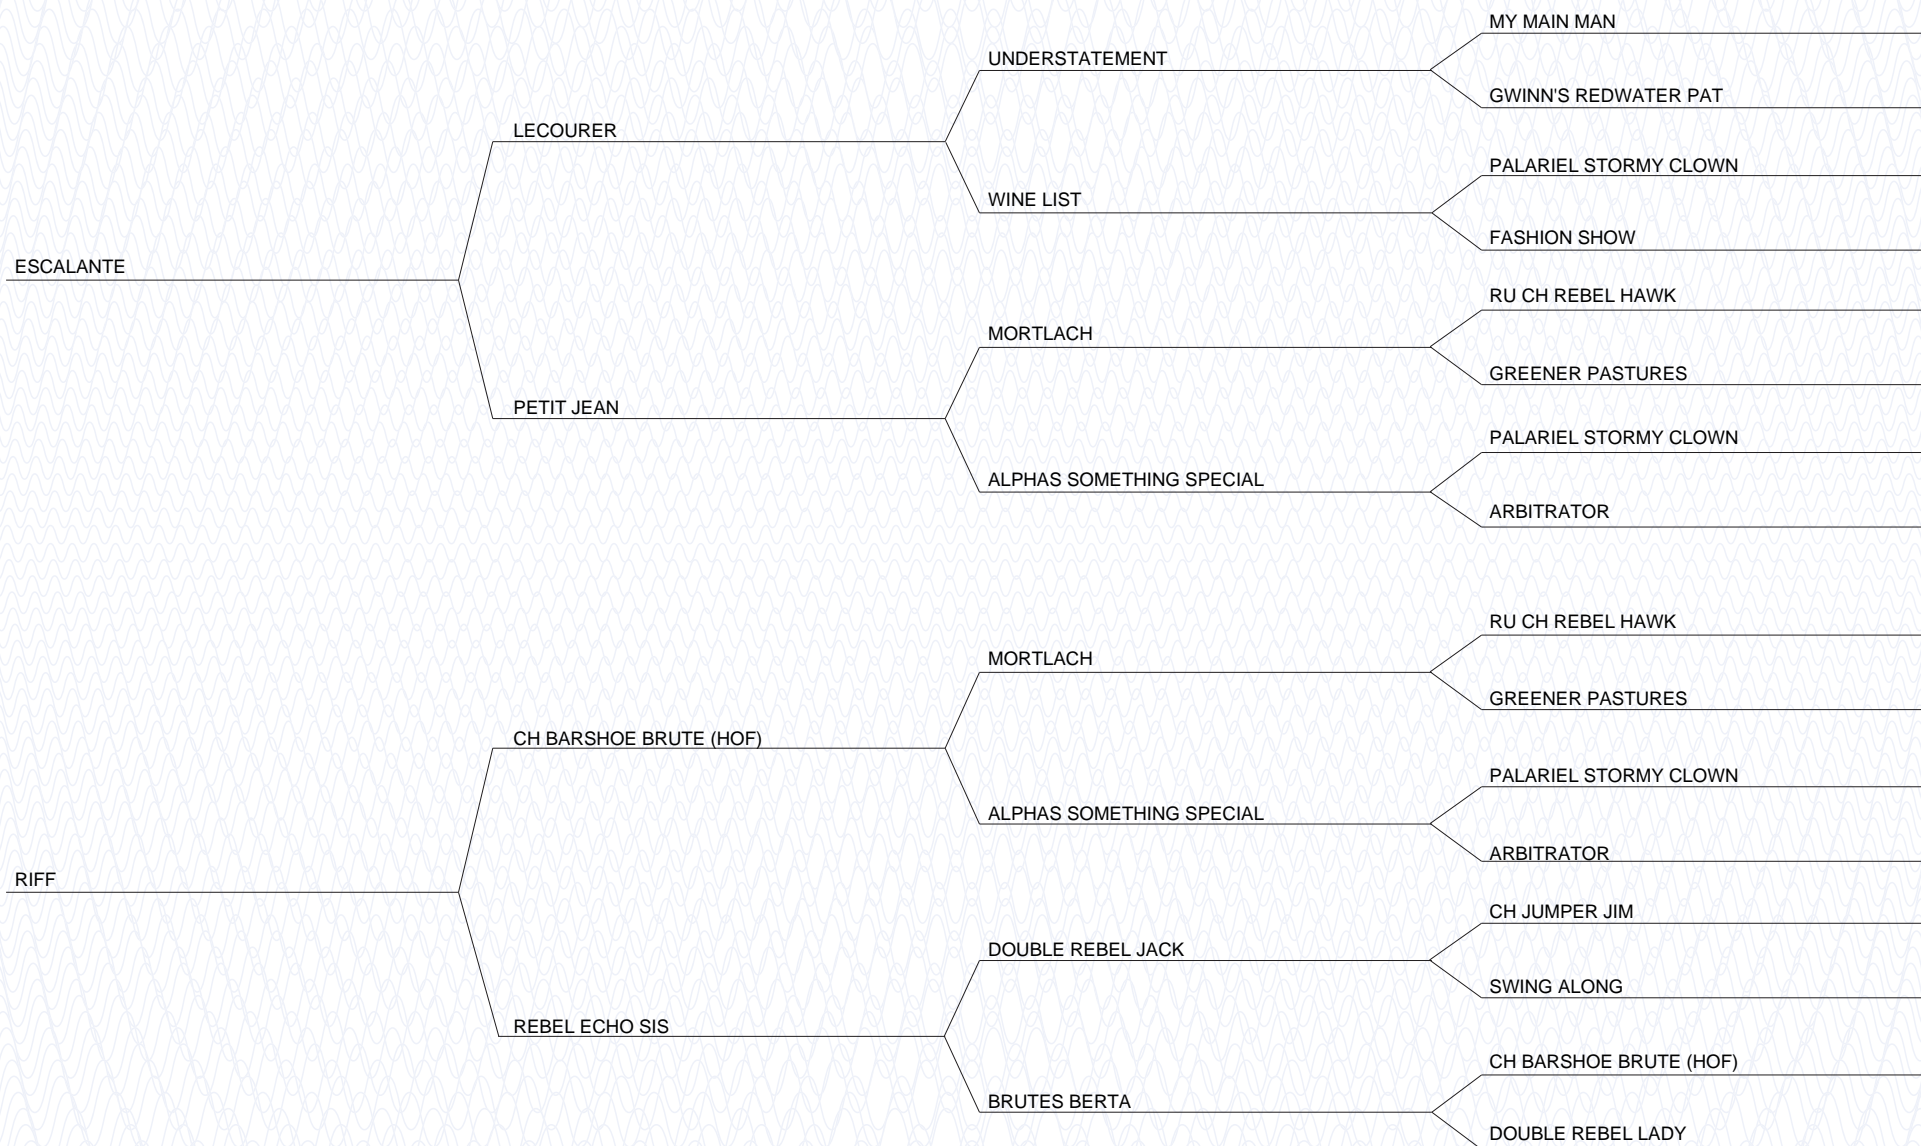 MY MAIN MAN
UNDERSTATEMENT
GWINN'S REDWATER PAT
LECOURER
PALARIEL STORMY CLOWN
WINE LIST
FASHION SHOW
ESCALANTE
RU CH REBEL HAWK
MORTLACH
GREENER PASTURES
PETIT JEAN
PALARIEL STORMY CLOWN
ALPHAS SOMETHING SPECIAL
ARBITRATOR
RU CH REBEL HAWK
MORTLACH
GREENER PASTURES
CH BARSHOE BRUTE (HOF)
PALARIEL STORMY CLOWN
ALPHAS SOMETHING SPECIAL
ARBITRATOR
RIFF
CH JUMPER JIM
DOUBLE REBEL JACK
SWING ALONG
REBEL ECHO SIS
CH BARSHOE BRUTE (HOF)
BRUTES BERTA
DOUBLE REBEL LADY